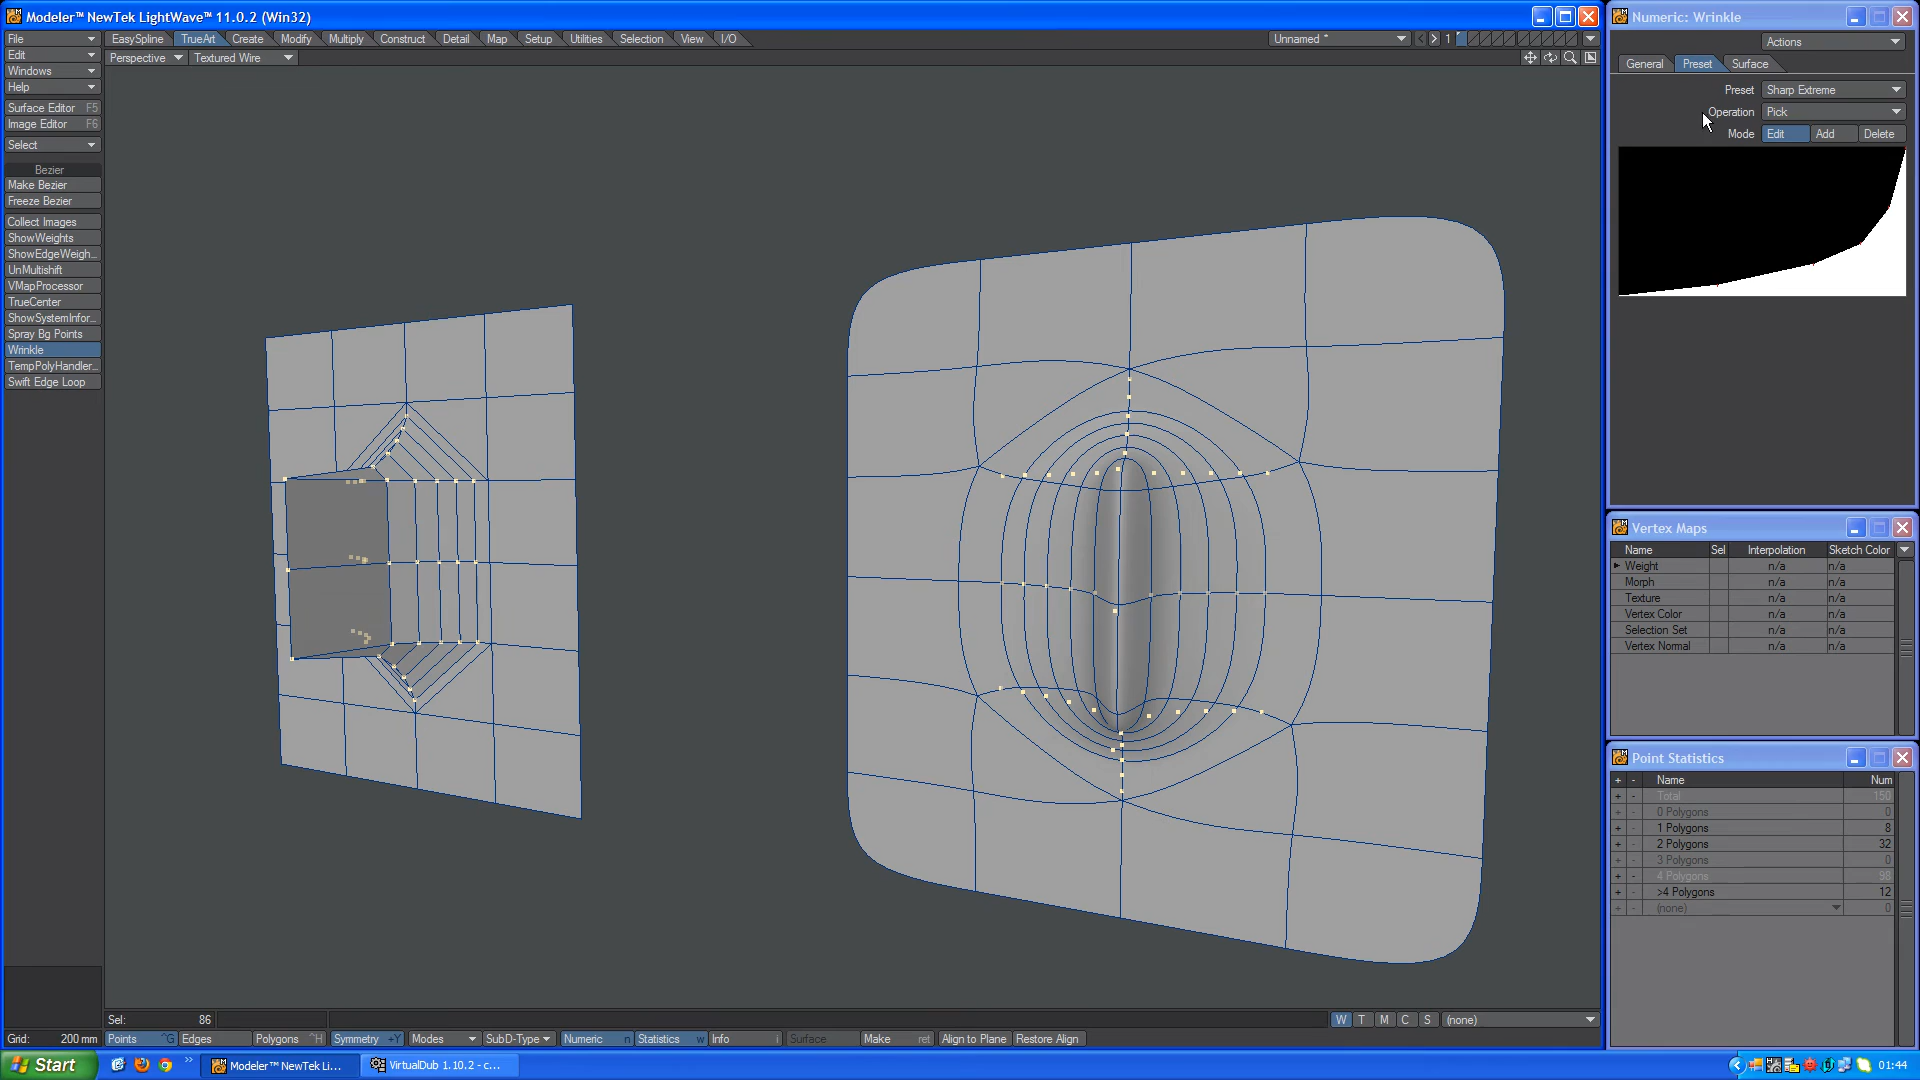 Modeler™ NewTek LightWave™ 11.0.2 (Win32)
File
Edit
Windows
Help
Surface Editor F5
Image Editor F6
Select
Bezier
Make Bezier
Freeze Bezier
Collect Images
ShowWeights
ShowEdgeWeigh...
UnMultishift
VMapProcessor
TrueCenter
ShowSystemInfor...
Spray Bg Points
Wrinkle
TempPolyHandler...
Swift Edge Loop
EasySpline TrueArt Create Modify Multiply Construct Detail Map Setup Utilities Selection View I/O Unnamed * 1
Perspective Textured Wire
Numeric: Wrinkle
Actions
General Preset Surface
Preset Sharp Extreme
Operation Pick
Mode Edit Add Delete
Vertex Maps
Name Sel Interpolation Sketch Color
Weight n/a n/a
Morph n/a n/a
Texture n/a n/a
Vertex Color n/a n/a
Selection Set n/a n/a
Vertex Normal n/a n/a
Point Statistics
+ - Name Num
+ - Total 150
+ - 0 Polygons 0
+ - 1 Polygons 8
+ - 2 Polygons 32
+ - 3 Polygons 0
+ - 4 Polygons 98
+ - >4 Polygons 12
+ - (none) 0
Sel: 86 W T M C S (none)
Grid: 200 mm Points ^G Edges Polygons ^H Symmetry +Y Modes SubD-Type Numeric n Statistics w Info i Surface Make ret Align to Plane Restore Align
Start Modeler™ NewTek Li... VirtualDub 1.10.2 - c... 01:44